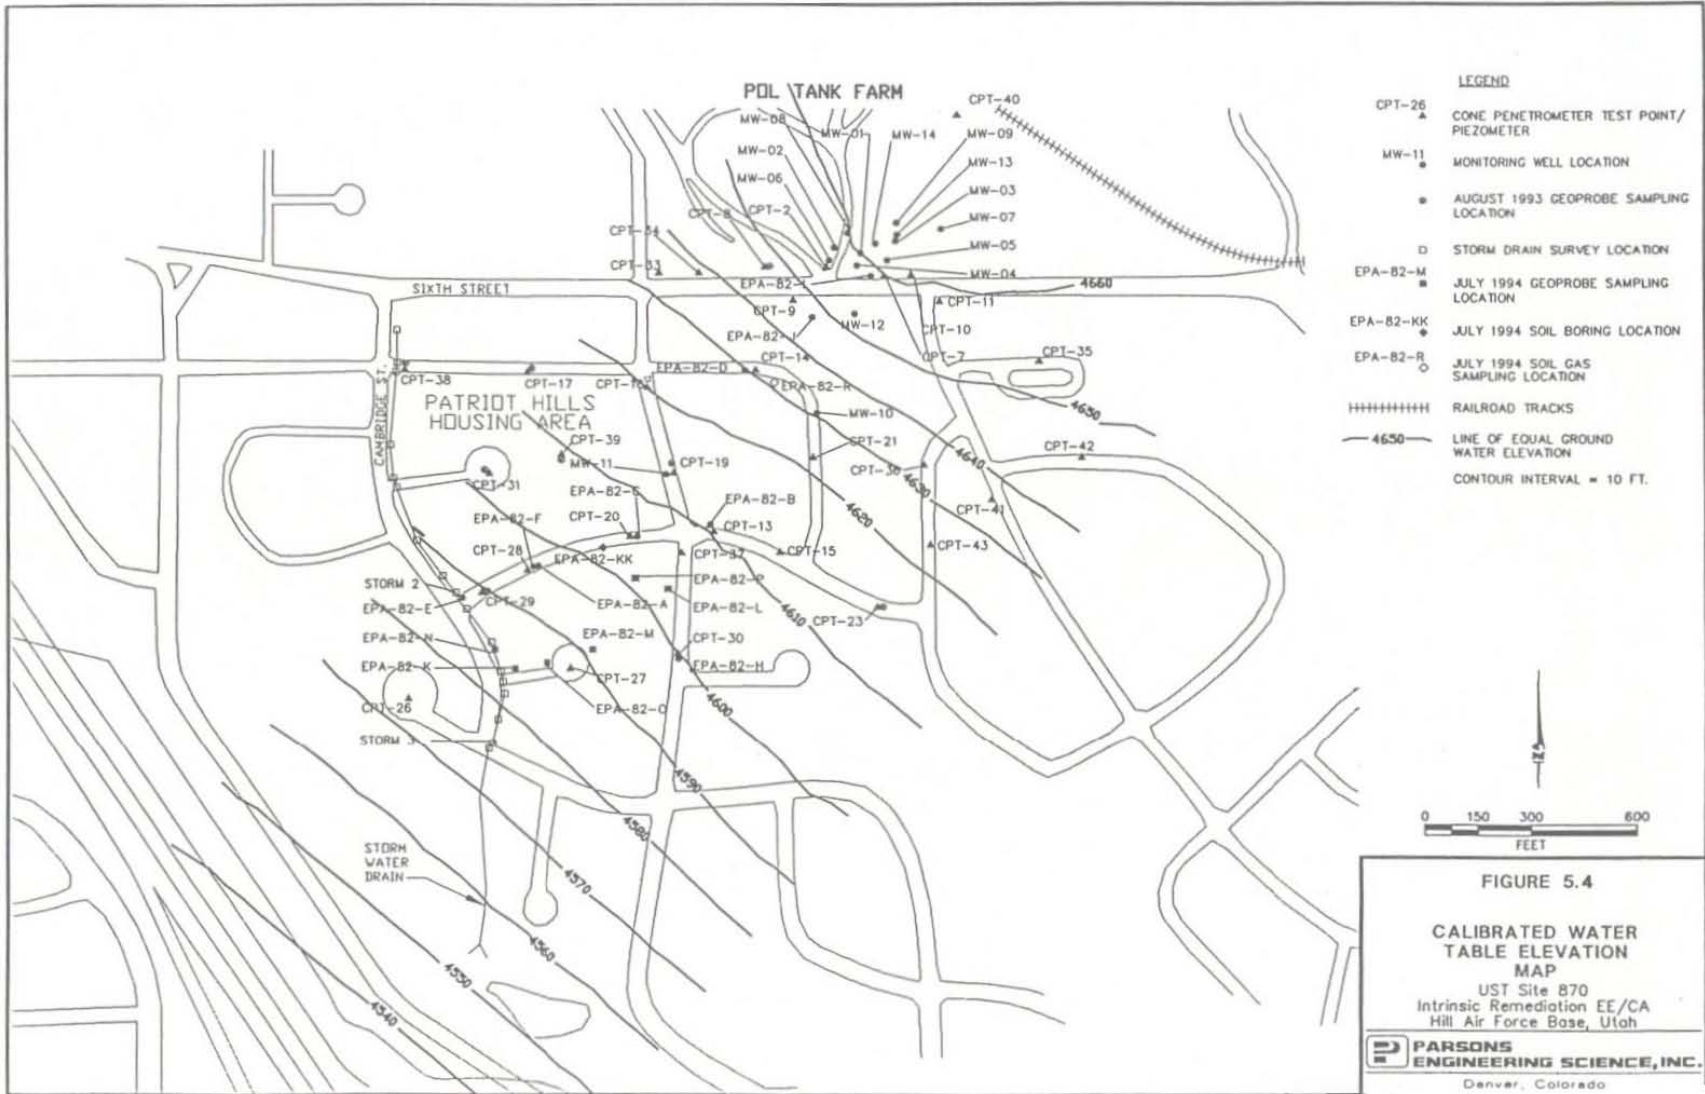 POL TANK FARM
CPT-40
MW-08
MW-01
MW-14
MW-09
MW-02
MW-13
MW-06
MW-03
CPT-8
CPT-2
MW-07
CPT-34
MW-05
CPT-33
MW-04
EPA-82-I
4660
SIXTH STREET
CPT-11
CPT-9
MW-12
CPT-10
EPA-82-J
CPT-14
CPT-7
CPT-35
CAMBRIDGE ST.
CPT-38
CPT-17
EPA-82-D
EPA-82-R
PATRIOT HILLS
HOUSING AREA
MW-10
4650
CPT-39
CPT-21
CPT-42
MW-11
CPT-19
CPT-36
4640
CPT-31
4630
EPA-82-B
CPT-41
EPA-82-F
CPT-20
CPT-13
4620
CPT-28
EPA-82-KK
CPT-37
CPT-15
CPT-43
STORM 2
EPA-82-P
EPA-82-E
CPT-29
EPA-82-A
EPA-82-L
4610
CPT-23
EPA-82-N
EPA-82-M
CPT-30
EPA-82-K
CPT-27
EPA-82-H
CPT-26
EPA-82-O
4600
STORM 3
4590
4580
STORM
WATER
DRAIN
4570
4560
4550
4540
LEGEND
CPT-26
CONE PENETROMETER TEST POINT/
PIEZOMETER
MW-11
MONITORING WELL LOCATION
AUGUST 1993 GEOPROBE SAMPLING
LOCATION
STORM DRAIN SURVEY LOCATION
EPA-82-M
JULY 1994 GEOPROBE SAMPLING
LOCATION
EPA-82-KK
JULY 1994 SOIL BORING LOCATION
EPA-82-R
JULY 1994 SOIL GAS
SAMPLING LOCATION
RAILROAD TRACKS
4650
LINE OF EQUAL GROUND
WATER ELEVATION
CONTOUR INTERVAL = 10 FT.
N
0 150 300 600
FEET
FIGURE 5.4
CALIBRATED WATER
TABLE ELEVATION
MAP
UST Site 870
Intrinsic Remediation EE/CA
Hill Air Force Base, Utah
PARSONS
ENGINEERING SCIENCE, INC.
Denver, Colorado